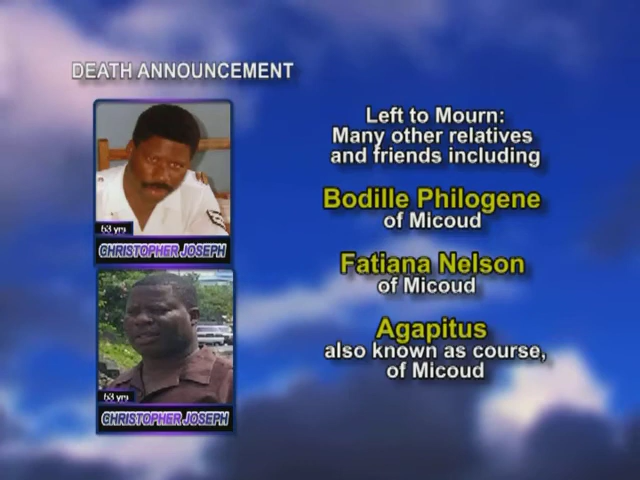 DEATH ANNOUNCEMENT
63 yrs
CHRISTOPHER JOSEPH
63 yrs
CHRISTOPHER JOSEPH
Left to Mourn:
Many other relatives
and friends including
Bodille Philogene
of Micoud
Fatiana Nelson
of Micoud
Agapitus
also known as course,
of Micoud